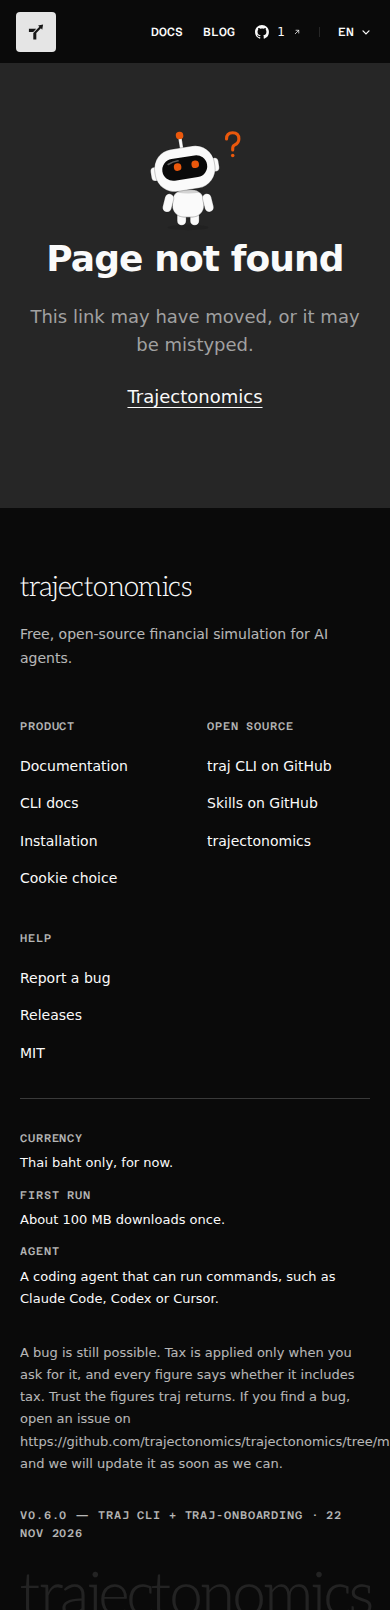 DOCS BLOG 1 EN
?
Page not found
This link may have moved, or it may
be mistyped.
Trajectonomics
trajectonomics
Free, open-source financial simulation for AI
agents.
PRODUCT
Documentation
CLI docs
Installation
Cookie choice
OPEN SOURCE
traj CLI on GitHub
Skills on GitHub
trajectonomics
HELP
Report a bug
Releases
MIT
CURRENCY
Thai baht only, for now.
FIRST RUN
About 100 MB downloads once.
AGENT
A coding agent that can run commands, such as
Claude Code, Codex or Cursor.
A bug is still possible. Tax is applied only when you
ask for it, and every figure says whether it includes
tax. Trust the figures traj returns. If you find a bug,
open an issue on
https://github.com/trajectonomics/trajectonomics/tree/m
and we will update it as soon as we can.
V0.6.0 — TRAJ CLI + TRAJ-ONBOARDING · 22
NOV 2026
trajectonomics